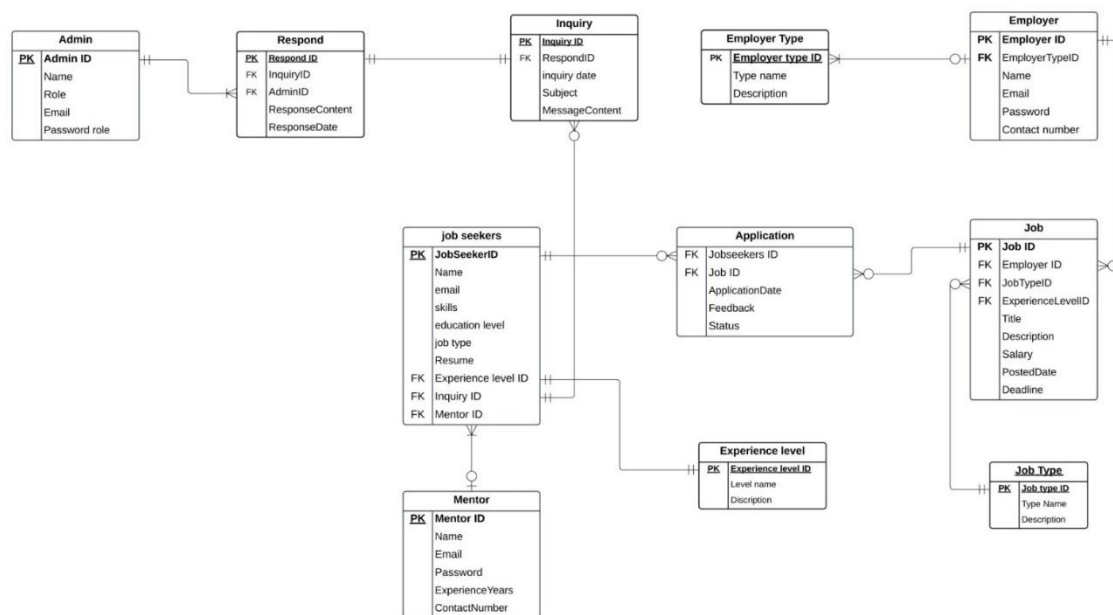 Admin
PK Admin ID
Name
Role
Email
Password role
Respond
PK Respond ID
FK InquiryID
FK AdminID
ResponseContent
ResponseDate
Inquiry
PK Inquiry ID
FK RespondID
inquiry date
Subject
MessageContent
Employer Type
PK Employer type ID
Type name
Description
Employer
PK Employer ID
FK EmployerTypeID
Name
Email
Password
Contact number
job seekers
PK JobSeekerID
Name
email
skills
education level
job type
Resume
FK Experience level ID
FK Inquiry ID
FK Mentor ID
Application
FK Jobseekers ID
FK Job ID
ApplicationDate
Feedback
Status
Job
PK Job ID
FK Employer ID
FK JobTypeID
FK ExperienceLevelID
Title
Description
Salary
PostedDate
Deadline
Experience level
PK Experience level ID
Level name
Discription
Job Type
PK Job type ID
Type Name
Description
Mentor
PK Mentor ID
Name
Email
Password
ExperienceYears
ContactNumber